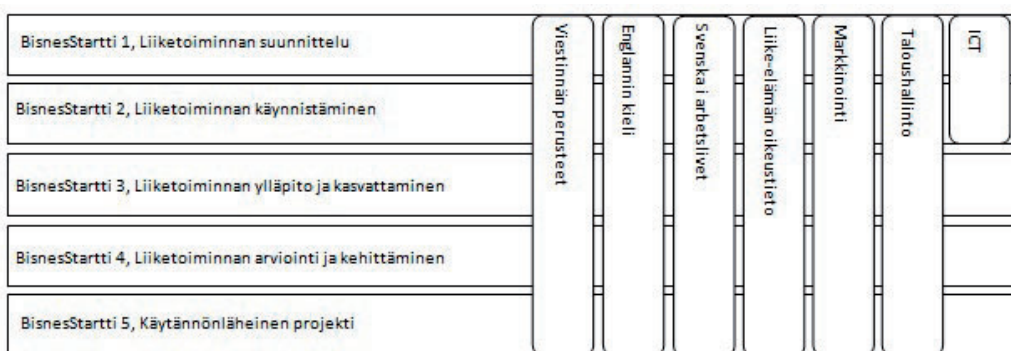 BisnesStartti 1, Liiketoiminnan suunnittelu
BisnesStartti 2, Liiketoiminnan käynnistäminen
BisnesStartti 3, Liiketoiminnan ylläpito ja kasvattaminen
BisnesStartti 4, Liiketoiminnan arviointi ja kehittäminen
BisnesStartti 5, Käytännönläheinen projekti
Viestinnän perusteet
Englannin kieli
Svenska i arbetslivet
Liike-elämän oikeustieto
Markkinointi
Taloushallinto
ICT